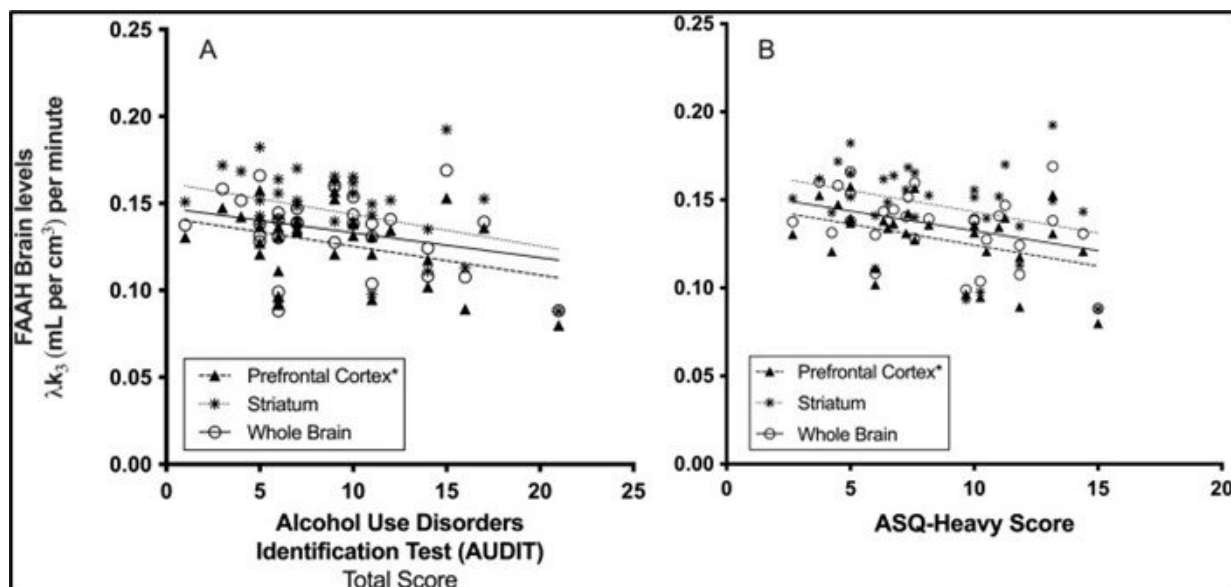 FAAH Brain levels
λk₃ (mL per cm³) per minute
A
0.25
0.20
0.15
0.10
0.05
0.00
Prefrontal Cortex*
Striatum
Whole Brain
0 5 10 15 20 25
Alcohol Use Disorders
Identification Test (AUDIT)
Total Score
B
0.25
0.20
0.15
0.10
0.05
0.00
Prefrontal Cortex*
Striatum
Whole Brain
0 5 10 15 20
ASQ-Heavy Score